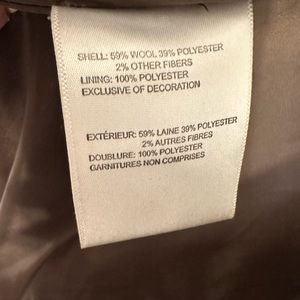 SHELL: 59% WOOL 39% POLYESTER
2% OTHER FIBERS
LINING: 100% POLYESTER
EXCLUSIVE OF DECORATION
EXTÉRIEUR: 59% LAINE 39% POLYESTER
2% AUTRES FIBRES
DOUBLURE: 100% POLYESTER
GARNITURES NON COMPRISES